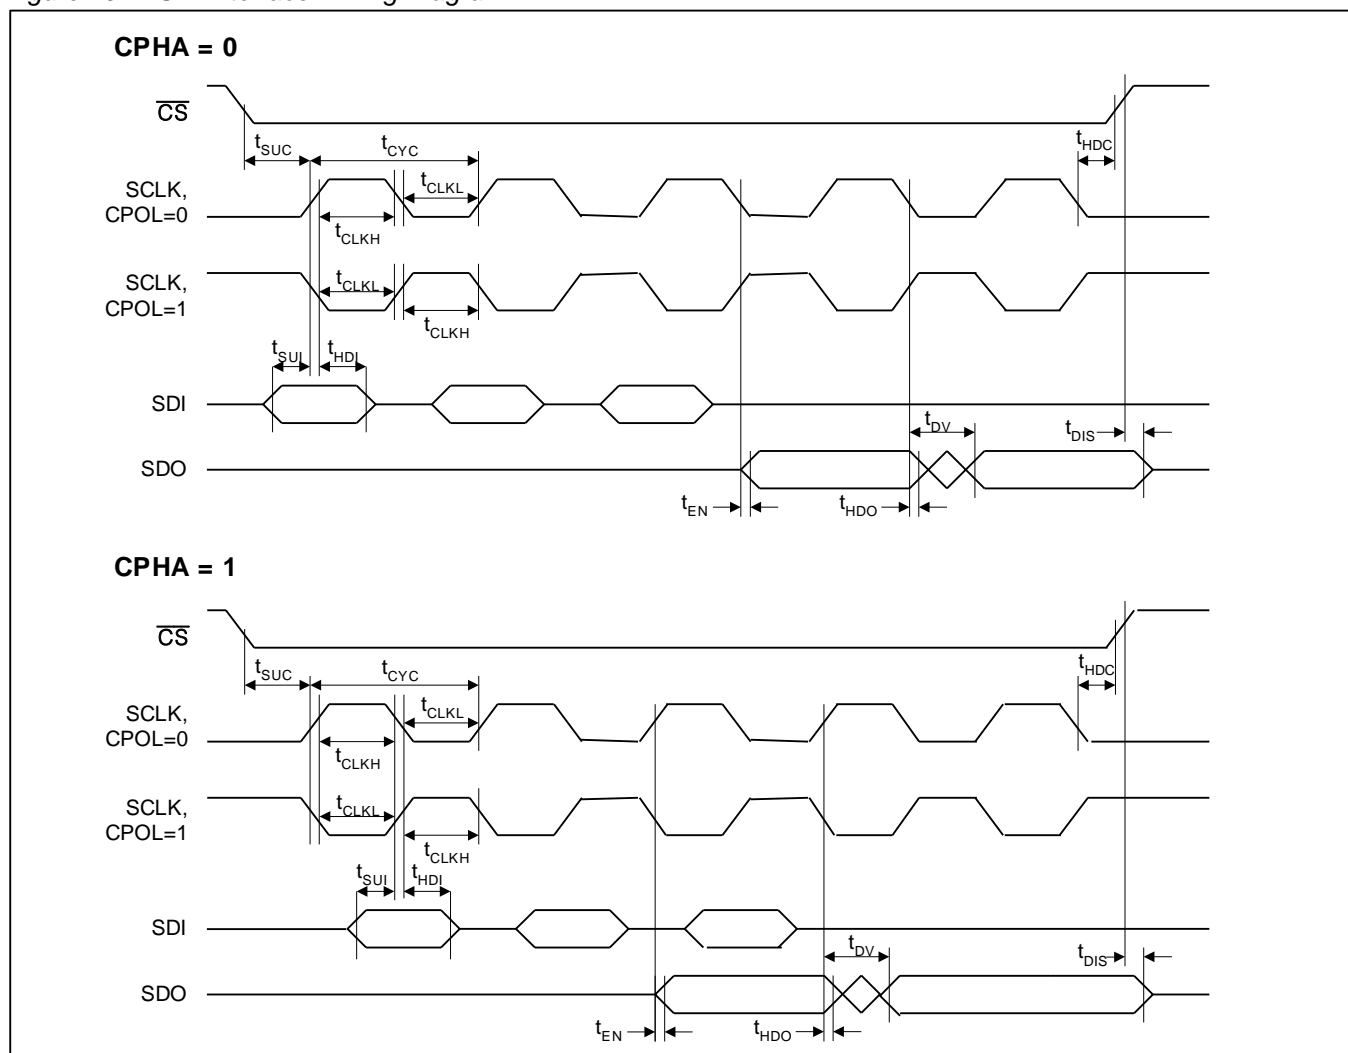 CPHA = 0
CS
tSUC
tCYC
tHDC
SCLK,
CPOL=0
tCLKL
tCLKH
SCLK,
CPOL=1
tCLKL
tCLKH
tSUI
tHDI
SDI
tDV
tDIS
SDO
tEN
tHDO
CPHA = 1
CS
tSUC
tCYC
tHDC
SCLK,
CPOL=0
tCLKL
tCLKH
SCLK,
CPOL=1
tCLKL
tCLKH
tSUI
tHDI
SDI
tDV
tDIS
SDO
tEN
tHDO